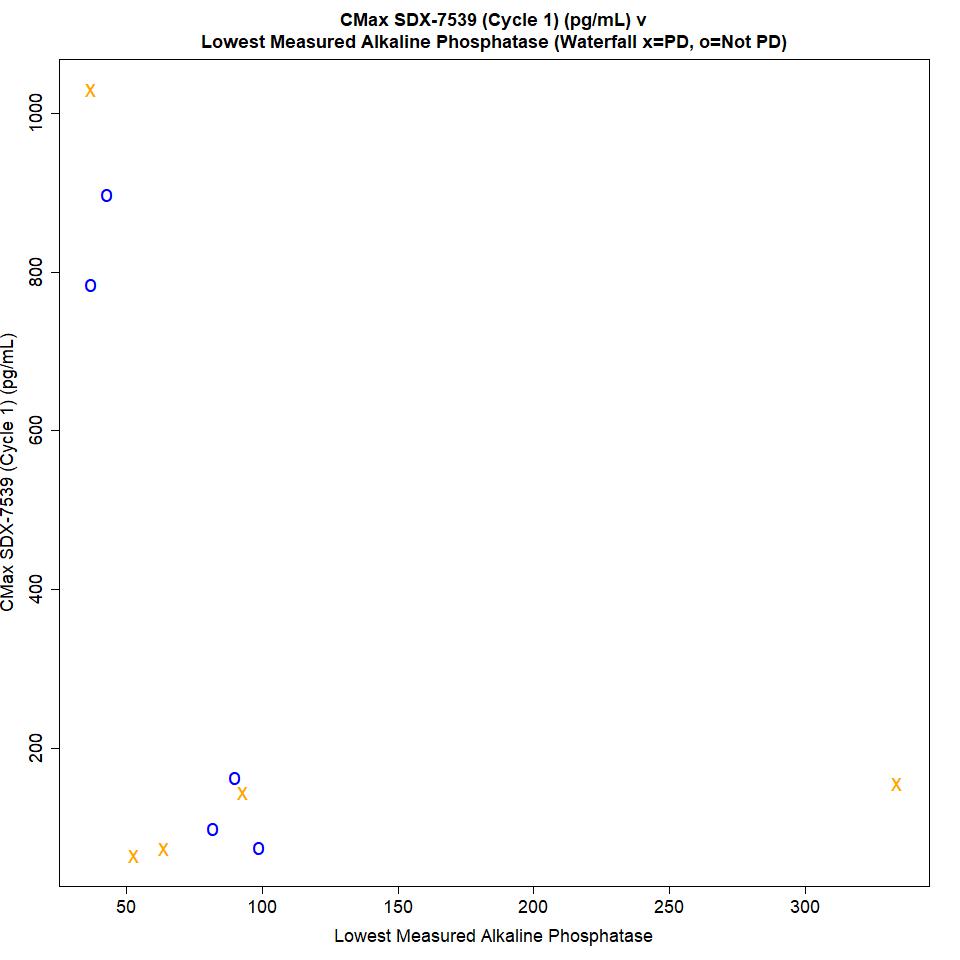 CMax SDX-7539 (Cycle 1) (pg/mL) v
Lowest Measured Alkaline Phosphatase (Waterfall x=PD, o=Not PD)
CMax SDX-7539 (Cycle 1) (pg/mL)
1000
800
600
400
200
X
O
O
O
X
X
O
X
X
O
50 100 150 200 250 300
Lowest Measured Alkaline Phosphatase